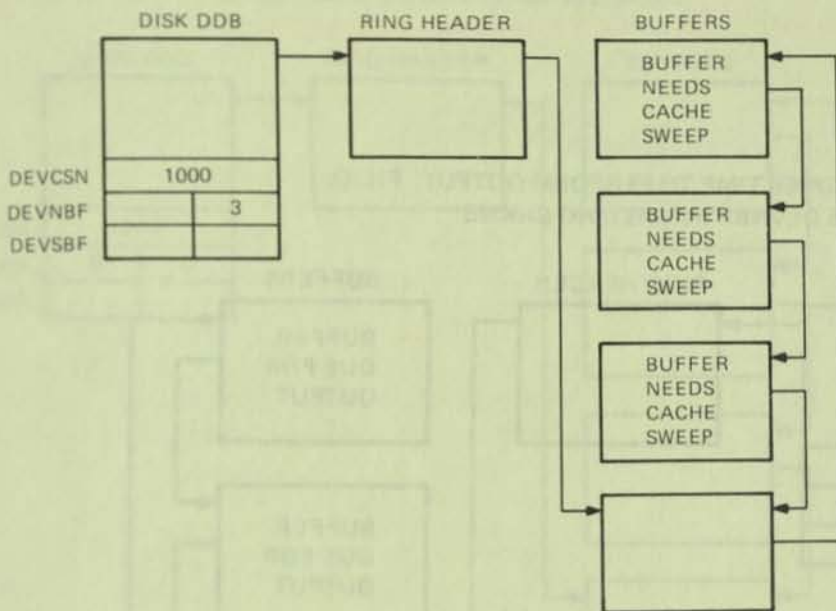 DISK DDB
RING HEADER
BUFFERS
BUFFER
NEEDS
CACHE
SWEEP
DEVCSN 1000
DEVNBF 3
DEVSBF
BUFFER
NEEDS
CACHE
SWEEP
BUFFER
NEEDS
CACHE
SWEEP